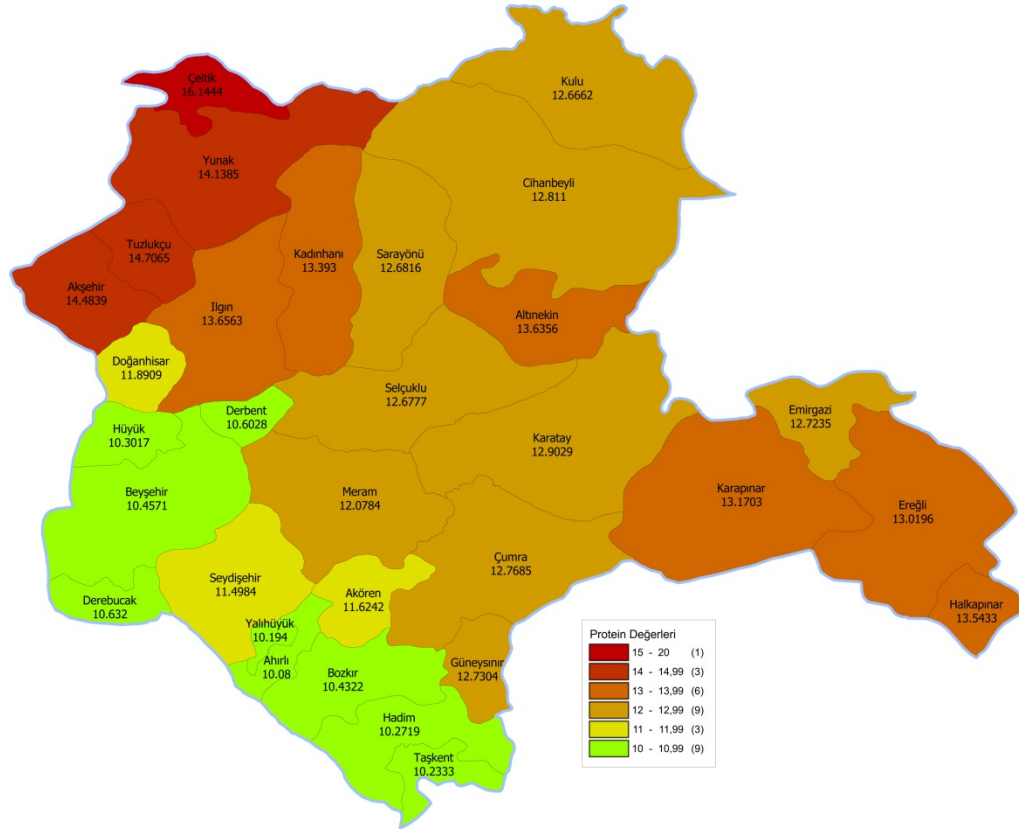 Çeltik
16.1444
Kulu
12.6662
Yunak
14.1385
Cihanbeyli
12.811
Tuzlukçu
14.7065
Kadınhanı
13.393
Sarayönü
12.6816
Akşehir
14.4839
Ilgın
13.6563
Altınekin
13.6356
Doğanhisar
11.8909
Selçuklu
12.6777
Derbent
10.6028
Emirgazi
12.7235
Hüyük
10.3017
Karatay
12.9029
Beyşehir
10.4571
Meram
12.0784
Karapınar
13.1703
Ereğli
13.0196
Çumra
12.7685
Seydişehir
11.4984
Akören
11.6242
Derebucak
10.632
Halkapınar
13.5433
Yalıhüyük
10.194
Ahırlı
10.08
Bozkır
10.4322
Güneysınır
12.7304
Hadim
10.2719
Taşkent
10.2333
Protein Değerleri
15 - 20 (1)
14 - 14,99 (3)
13 - 13,99 (6)
12 - 12,99 (9)
11 - 11,99 (3)
10 - 10,99 (9)